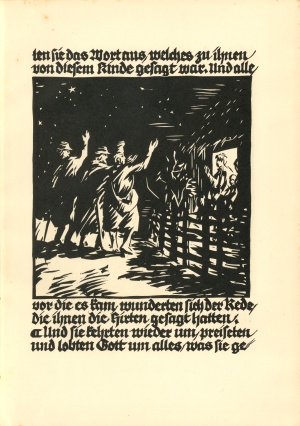 ten sie das Wort aus, welches zu ihnen
von diesem Kinde gesagt war. Und alle
vor die es kam, wunderten sich der Rede
die ihnen die Hirten gesagt hatten.
Und sie kehrten wieder um, preiseten
und lobten Gott um alles, was sie ge